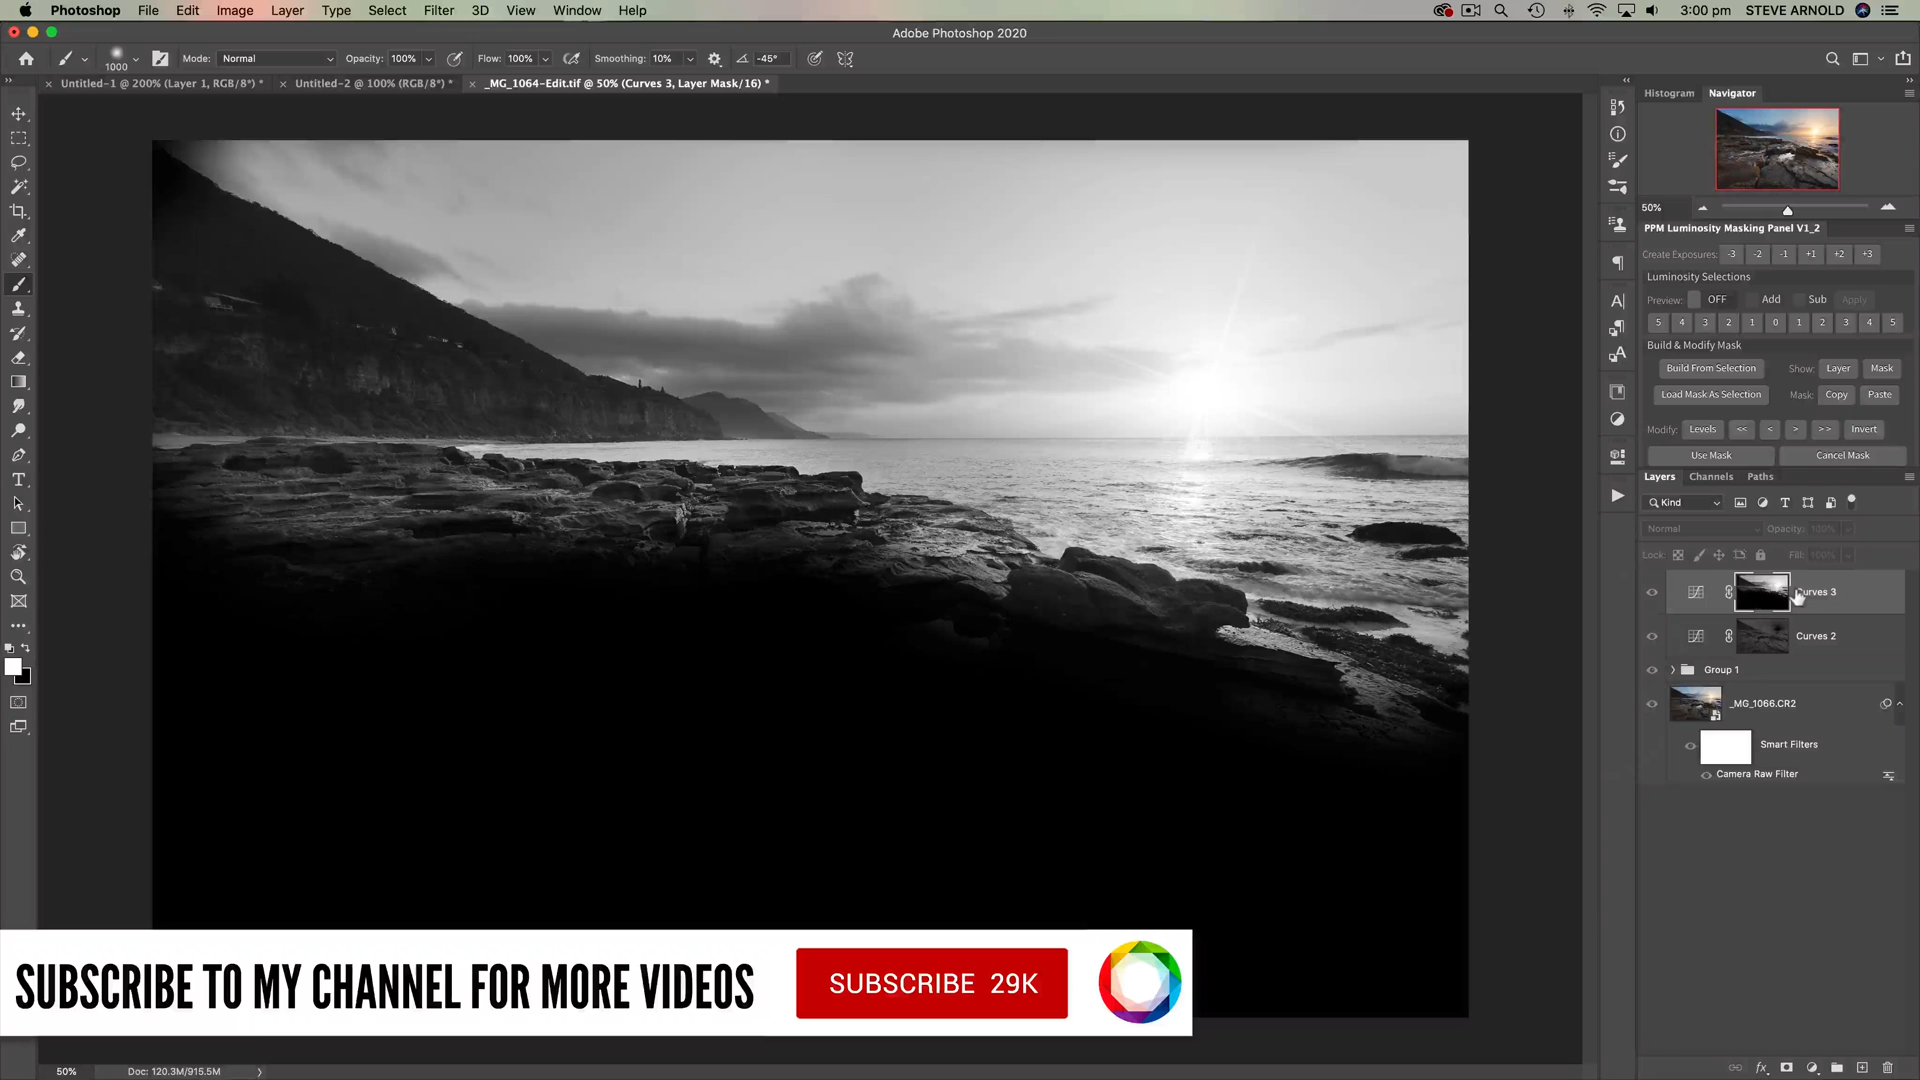 Photoshop File Edit Image Layer Type Select Filter 3D View Window Help 3:00 pm STEVE ARNOLD
Adobe Photoshop 2020
1000 Mode: Normal Opacity: 100% Flow: 100% Smoothing: 10% -45°
Untitled-1 @ 200% (Layer 1, RGB/8*) * Untitled-2 @ 100% (RGB/8*) * _MG_1064-Edit.tif @ 50% (Curves 3, Layer Mask/16) *
Histogram Navigator
50%
PPM Luminosity Masking Panel V1_2
Create Exposures: -3 -2 -1 +1 +2 +3
Luminosity Selections
Preview: OFF Add Sub Apply
5 4 3 2 1 0 1 2 3 4 5
Build & Modify Mask
Build From Selection Show: Layer Mask
Load Mask As Selection Mask: Copy Paste
Modify: Levels << < > >> Invert
Use Mask Cancel Mask
Layers Channels Paths
Kind
Normal Opacity: 100%
Lock: Fill: 100%
urves 3
Curves 2
Group 1
_MG_1066.CR2
Smart Filters
Camera Raw Filter
SUBSCRIBE TO MY CHANNEL FOR MORE VIDEOS SUBSCRIBE 29K
50% Doc: 120.3M/915.5M